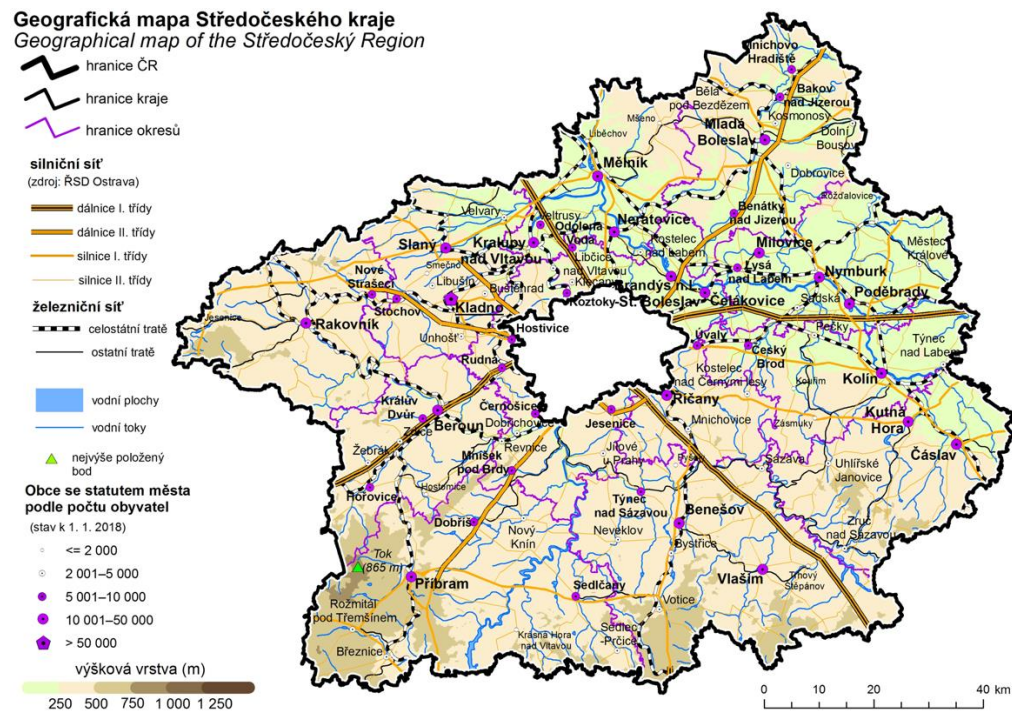 Geografická mapa Středočeského kraje
Geographical map of the Středočeský Region
hranice ČR
hranice kraje
hranice okresů
silniční síť
(zdroj: ŘSD Ostrava)
dálnice I. třídy
dálnice II. třídy
silnice I. třídy
silnice II. třídy
železniční síť
celostátní tratě
ostatní tratě
vodní plochy
vodní toky
nejvýše položený
bod
Obce se statutem města
podle počtu obyvatel
(stav k 1. 1. 2018)
<= 2 000
2 001–5 000
5 001–10 000
10 001–50 000
> 50 000
výšková vrstva (m)
250 500 750 1 000 1 250
Hradiště
Bělá
pod Bezdězem
Bakov
nad Jizerou
Kosmonosy
Mšeno
Liběchov
Mladá
Boleslav
Dolní
Bousov
Mělník
Dobrovice
Rožďalovice
Velvary
Veltrusy
Benátky
nad Jizerou
Odolena
Voda
Neratovice
Slaný
Kralupy
nad Vltavou
Kostelec
nad Labem
Milovice
Městec
Králové
Smečno
Libčice
nad Vltavou
Lysá
nad Labem
Nové
Strašecí
Libušín
Buštěhrad
Klecany
Brandýs n.L.
Boleslav
Nymburk
Stochov
Kladno
Roztoky
Čelákovice
Sadská
Poděbrady
Jesenice
Rakovník
Unhošť
Hostivice
Úvaly
Český
Brod
Pečky
Týnec
nad Labem
Rudná
Kostelec
nad Černými lesy
Kouřim
Kolín
Králův
Dvůr
Beroun
Černošice
Dobřichovice
Říčany
Mnichovice
Zásmuky
Kutná
Hora
Jesenice
Žebrák
Zdice
Řevnice
Mníšek
pod Brdy
Jílové
u Prahy
Pyšely
Sázava
Uhlířské
Janovice
Čáslav
Hořovice
Hostomice
Týnec
nad Sázavou
Dobříš
Nový
Knín
Neveklov
Benešov
Zruč
nad Sázavou
Bystřice
Tok
(865 m)
Příbram
Sedlčany
Vlašim
Trhový
Štěpánov
Rožmitál
pod Třemšínem
Votice
Březnice
Krásná Hora
nad Vltavou
Sedlec
-Prčice
0 10 20 40 km